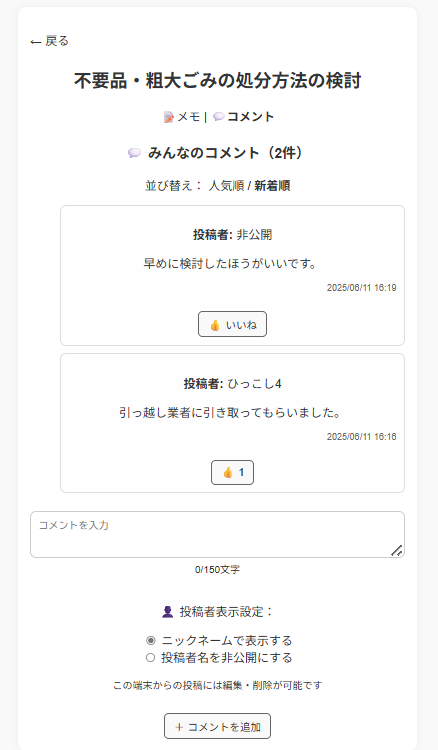 ← 戻る
不要品・粗大ごみの処分方法の検討
📝メモ | 💬コメント
💬 みんなのコメント（2件）
並び替え： 人気順 / 新着順
投稿者: 非公開
早めに検討したほうがいいです。
2025/06/11 16:19
👍 いいね
投稿者: ひっこし4
引っ越し業者に引き取ってもらいました。
2025/06/11 16:16
👍 1
コメントを入力
0/150文字
👤 投稿者表示設定：
ニックネームで表示する
投稿者名を非公開にする
この端末からの投稿には編集・削除が可能です
＋ コメントを追加